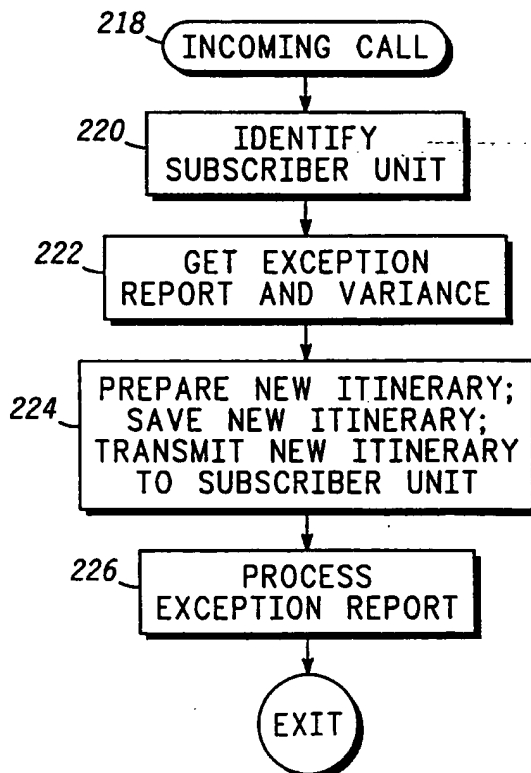 218
INCOMING CALL
220
IDENTIFY
SUBSCRIBER UNIT
222
GET EXCEPTION
REPORT AND VARIANCE
224
PREPARE NEW ITINERARY;
SAVE NEW ITINERARY;
TRANSMIT NEW ITINERARY
TO SUBSCRIBER UNIT
226
PROCESS
EXCEPTION REPORT
EXIT